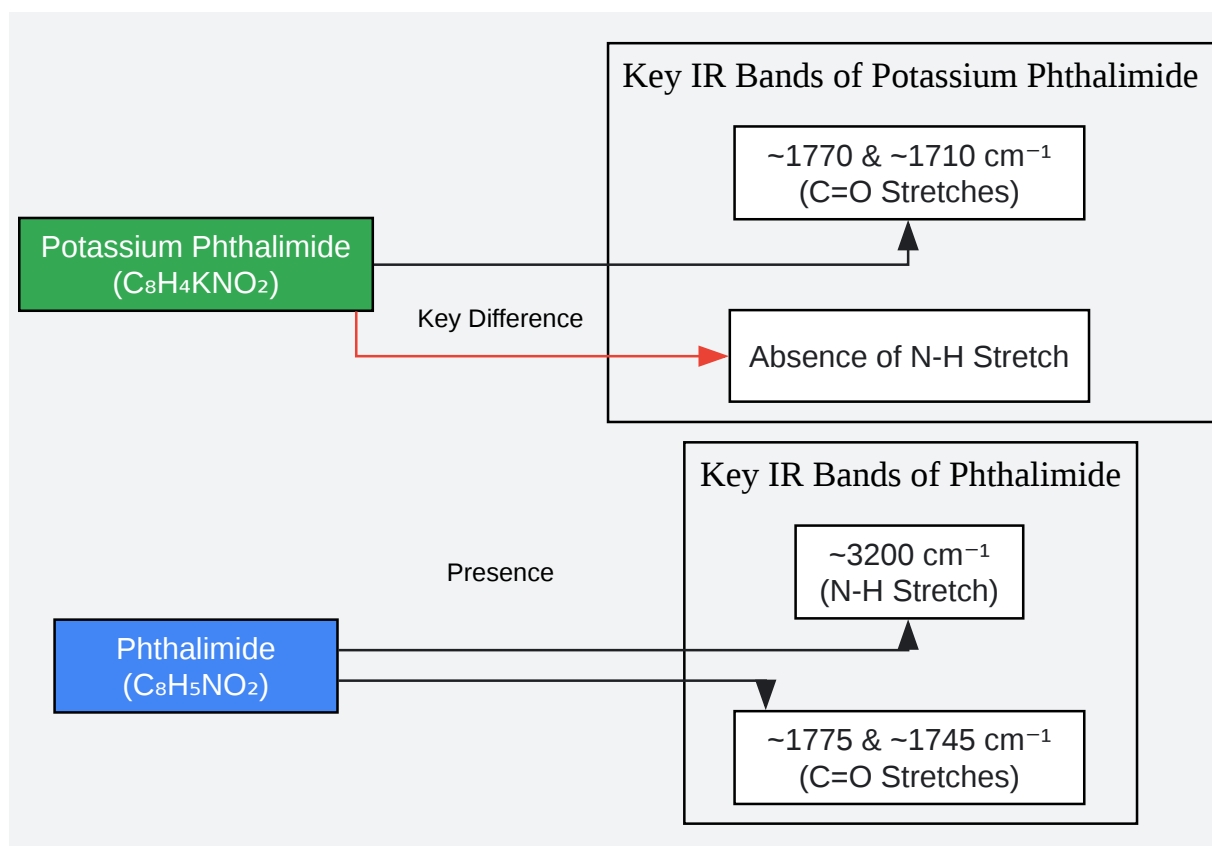 Key IR Bands of Potassium Phthalimide
~1770 & ~1710 cm⁻¹
(C=O Stretches)
Potassium Phthalimide
(C₈H₄KNO₂)
Key Difference
Absence of N-H Stretch
Key IR Bands of Phthalimide
~3200 cm⁻¹
(N-H Stretch)
Presence
Phthalimide
(C₈H₅NO₂)
~1775 & ~1745 cm⁻¹
(C=O Stretches)